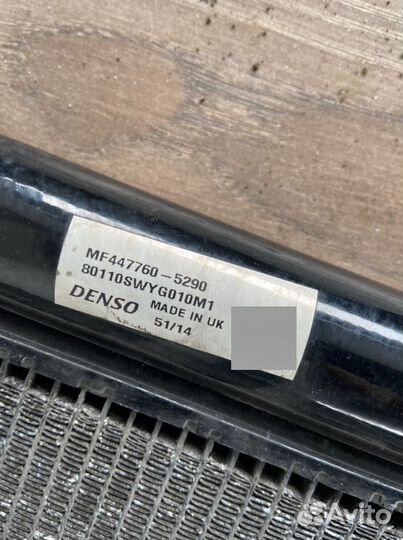 MF447760-5290
80110SWYG010M1
DENSO MADE IN UK
51/14
Avito